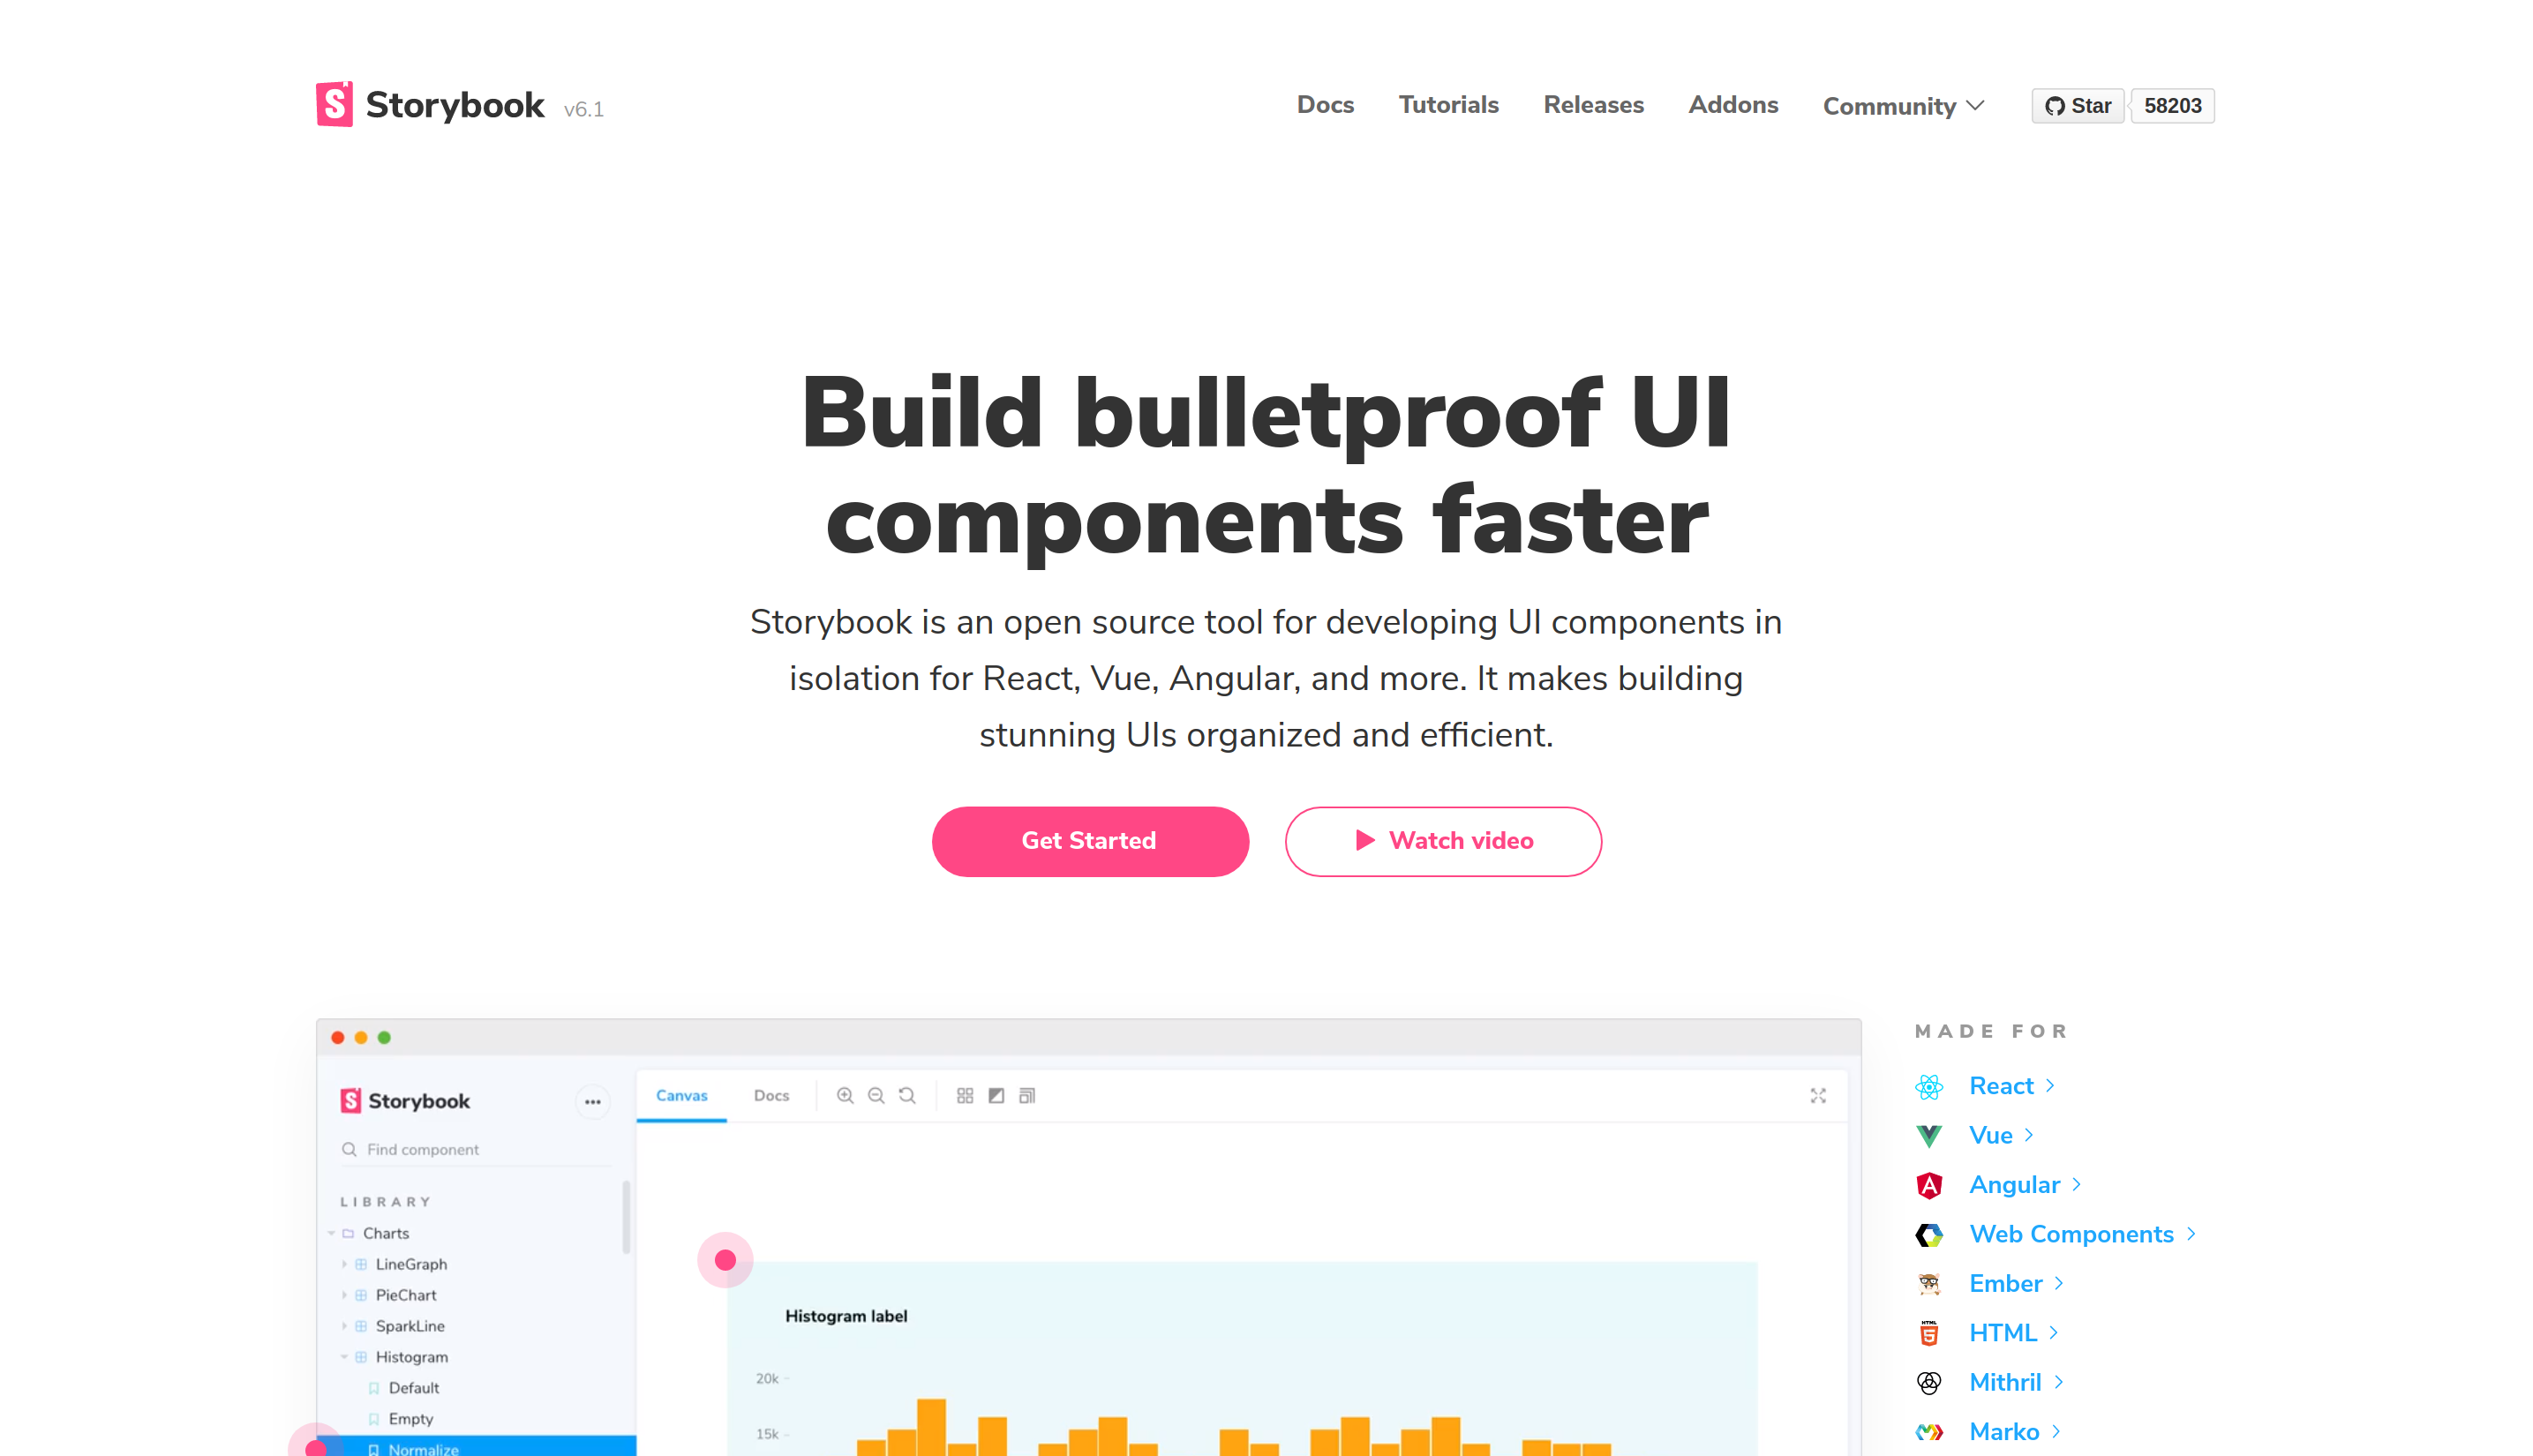 Storybook v6.1
Docs Tutorials Releases Addons Community Star 58203
Build bulletproof UI
components faster
Storybook is an open source tool for developing UI components in
isolation for React, Vue, Angular, and more. It makes building
stunning UIs organized and efficient.
Get Started
Watch video
Storybook
Find component
LIBRARY
Charts
LineGraph
PieChart
SparkLine
Histogram
Default
Empty
Normalize
Canvas Docs
Histogram label
20k
15k
MADE FOR
React
Vue
Angular
Web Components
Ember
HTML
Mithril
Marko